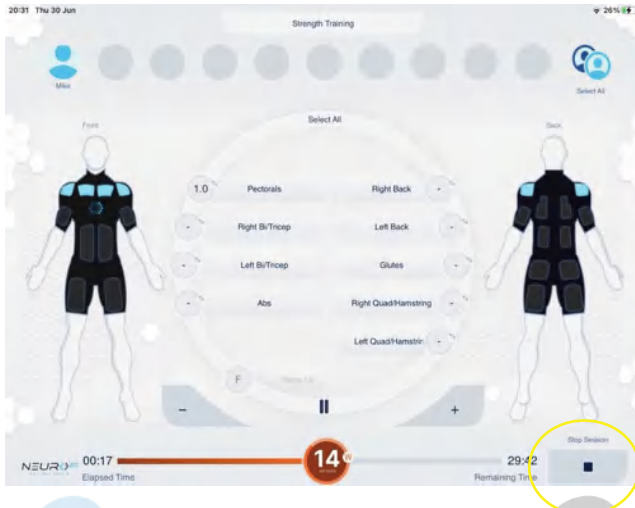 20:31 Thu 30 Jun
26%
Strength Training
Mike
Select All
Front
Select All
Back
1.0 Pectorals
Right Back -
- Right Bi/Tricep
Left Back -
- Left Bi/Tricep
Glutes -
- Abs
Right Quad/Hamstring -
Left Quad/Hamstrin -
F
- +
Stop Session
NEURO
00:17
14
W
29:42
Elapsed Time
Remaining Time